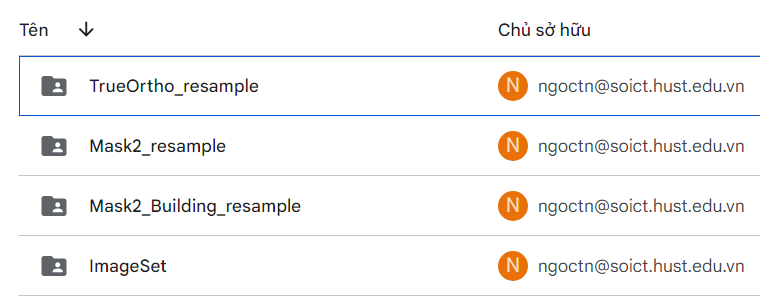 Tên Chủ sở hữu
TrueOrtho_resample N ngoctn@soict.hust.edu.vn
Mask2_resample N ngoctn@soict.hust.edu.vn
Mask2_Building_resample N ngoctn@soict.hust.edu.vn
ImageSet N ngoctn@soict.hust.edu.vn